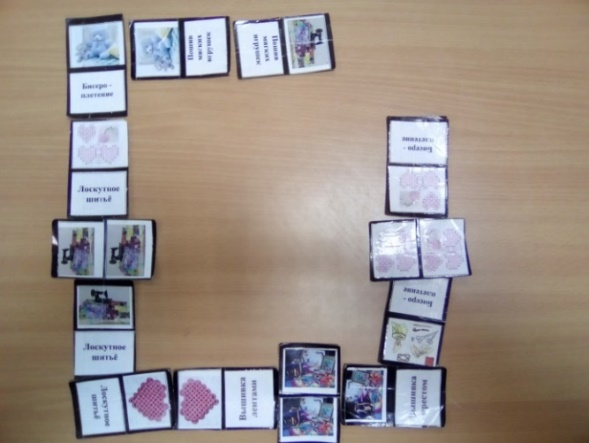 Пошив
мягких
игрушек
Пошив
мягких
игрушек
Бисеро -
плетение
Бисеро -
плетение
Лоскутное
шитьё
Бисеро -
плетение
Лоскутное
шитьё
Лоскутное
шитьё
Вышивка
лентами
Вышивка
крестом